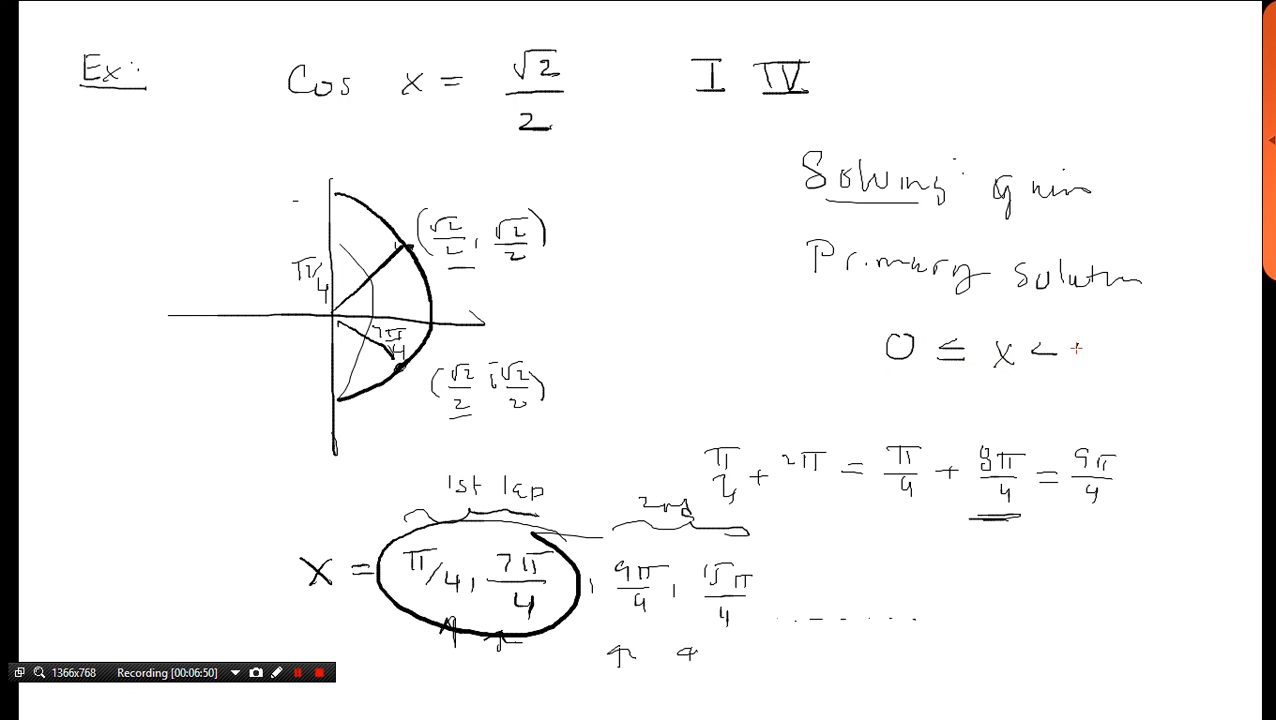 Ex:
Cos x = √2/2 I IV
Solving: given
Primary solution
0 ≤ x <
(√2/2, √2/2)
π/4
7π/4
(√2/2, -√2/2)
π/4 + 2π = π/4 + 8π/4 = 9π/4
1st lap 2nd
x = π/4, 7π/4, 9π/4, 15π/4 ......
1366x768 Recording [00:06:50]